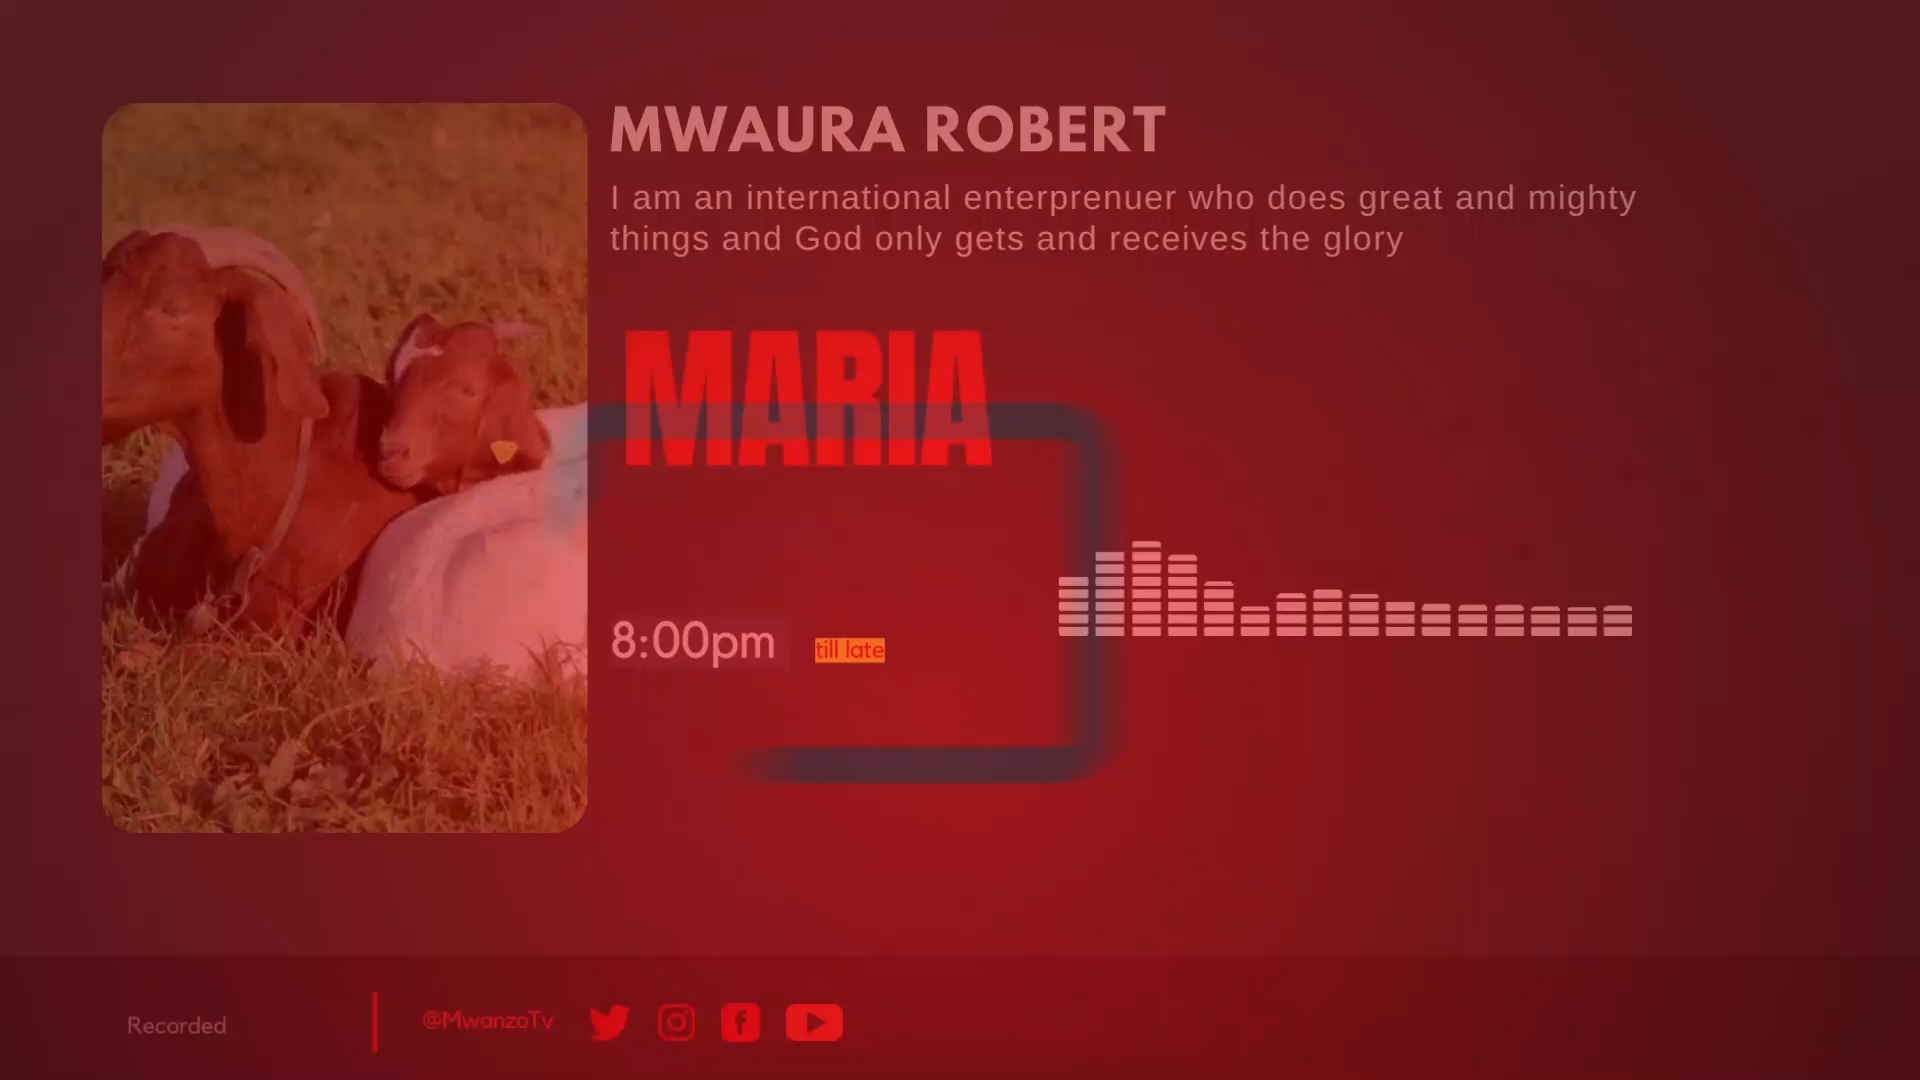 MWAURA ROBERT
I am an international enterprenuer who does great and mighty
things and God only gets and receives the glory
MARIA
8:00pm
till late
Recorded
@MwanzoTv